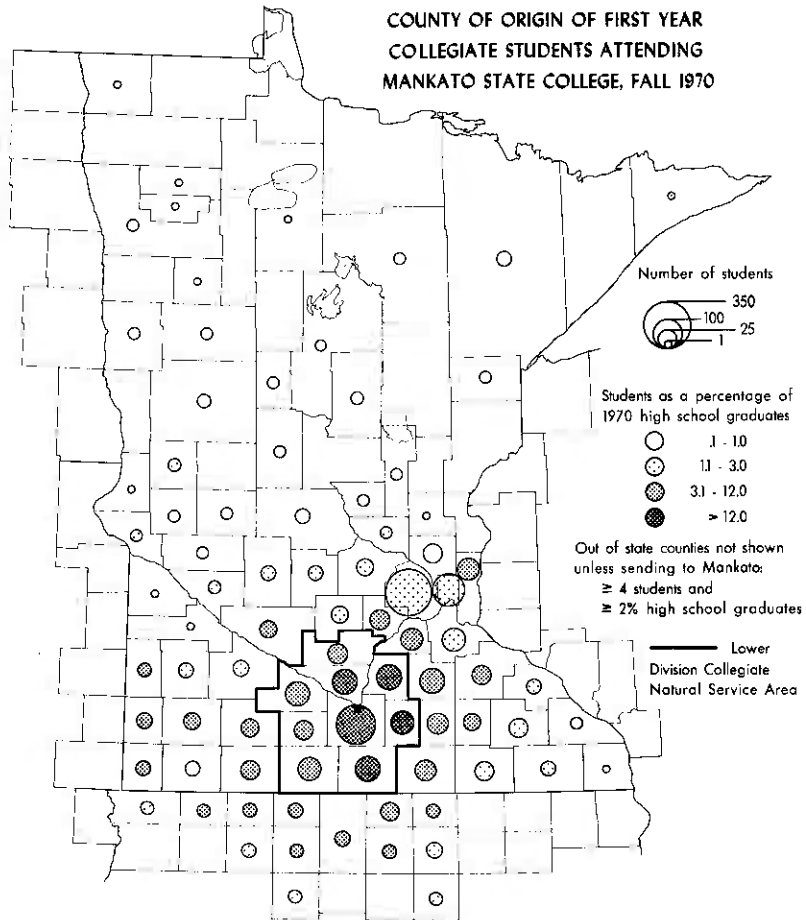 COUNTY OF ORIGIN OF FIRST YEAR
COLLEGIATE STUDENTS ATTENDING
MANKATO STATE COLLEGE, FALL 1970
Number of students
350
100
25
1
Students as a percentage of
1970 high school graduates
.1 - 1.0
1.1 - 3.0
3.1 - 12.0
> 12.0
Out of state counties not shown
unless sending to Mankato:
≥ 4 students and
≥ 2% high school graduates
Lower
Division Collegiate
Natural Service Area